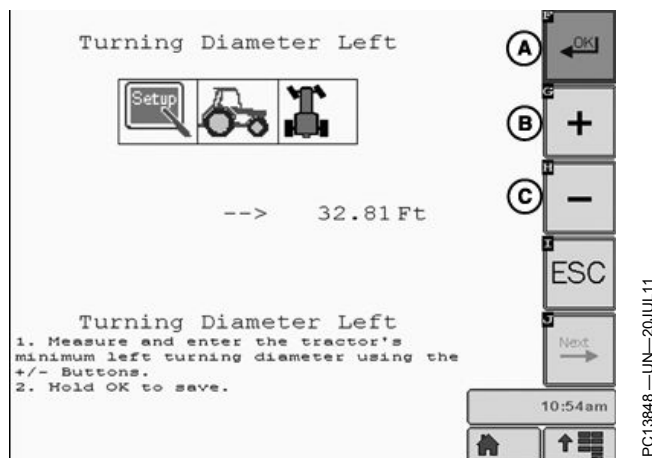 Turning Diameter Left
F
OK
A
Setup
G
+
B
H
-
C
--> 32.81 Ft
I
ESC
Turning Diameter Left
1. Measure and enter the tractor's
minimum left turning diameter using the
+/- Buttons.
2. Hold OK to save.
J
Next
10:54am
PC13848 —UN—20JUL11